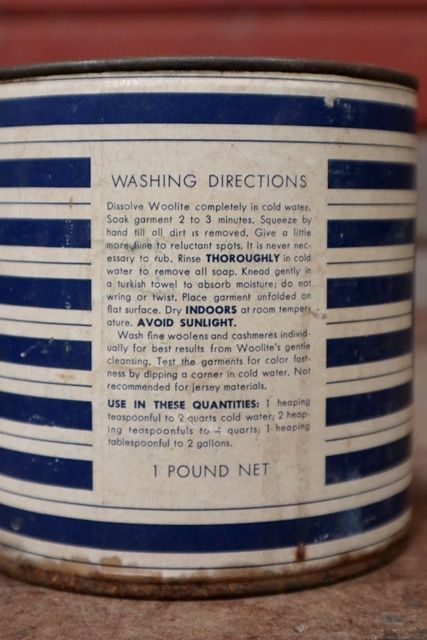 WASHING DIRECTIONS
Dissolve Woolite completely in cold water.
Soak garment 2 to 3 minutes. Squeeze by
hand till all dirt is removed. Give a little
more time to reluctant spots. It is never nec-
essary to rub. Rinse THOROUGHLY in cold
water to remove all soap. Knead gently in
a turkish towel to absorb moisture; do not
wring or twist. Place garment unfolded on
flat surface. Dry INDOORS at room temper-
ature. AVOID SUNLIGHT.
Wash fine woolens and cashmeres individ-
ually for best results from Woolite's gentle
cleansing. Test the garments for color fast-
ness by dipping a corner in cold water. Not
recommended for jersey materials.
USE IN THESE QUANTITIES: 1 heaping
teaspoonful to 2 quarts cold water; 2 heap-
ing teaspoonfuls to 4 quarts; 1 heaping
tablespoonful to 2 gallons.
1 POUND NET